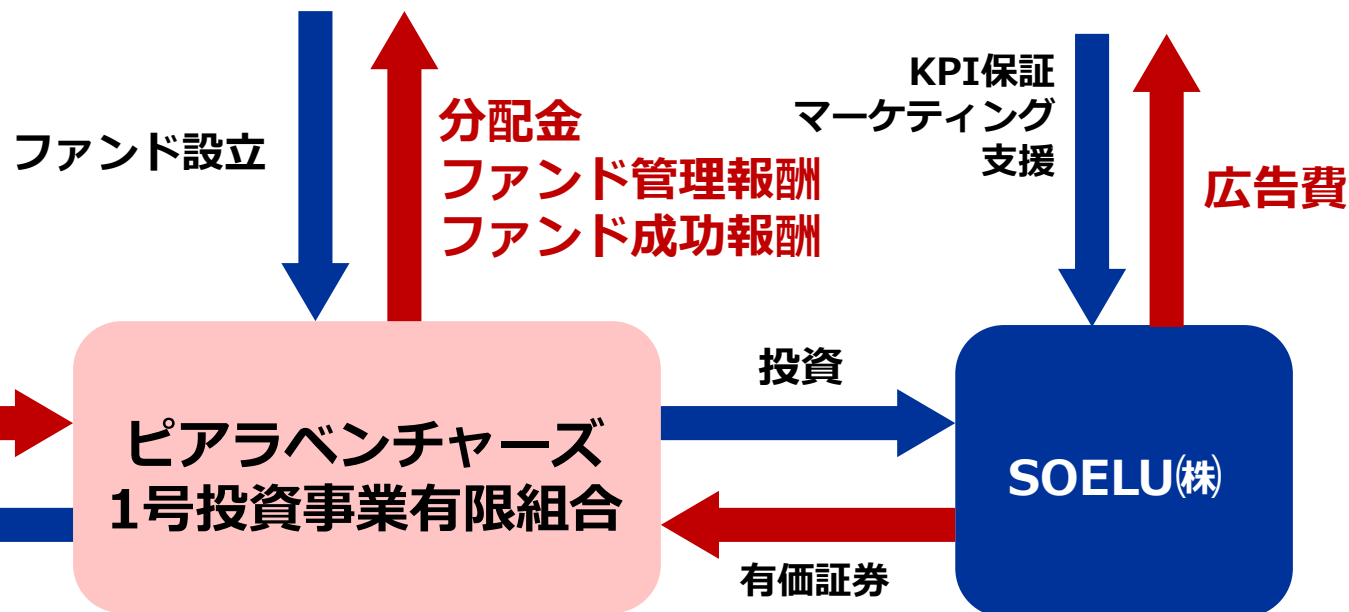 ファンド設立
分配金
ファンド管理報酬
ファンド成功報酬
KPI保証
マーケティング
支援
広告費
ピアラベンチャーズ
1号投資事業有限組合
投資
有価証券
SOELU㈱